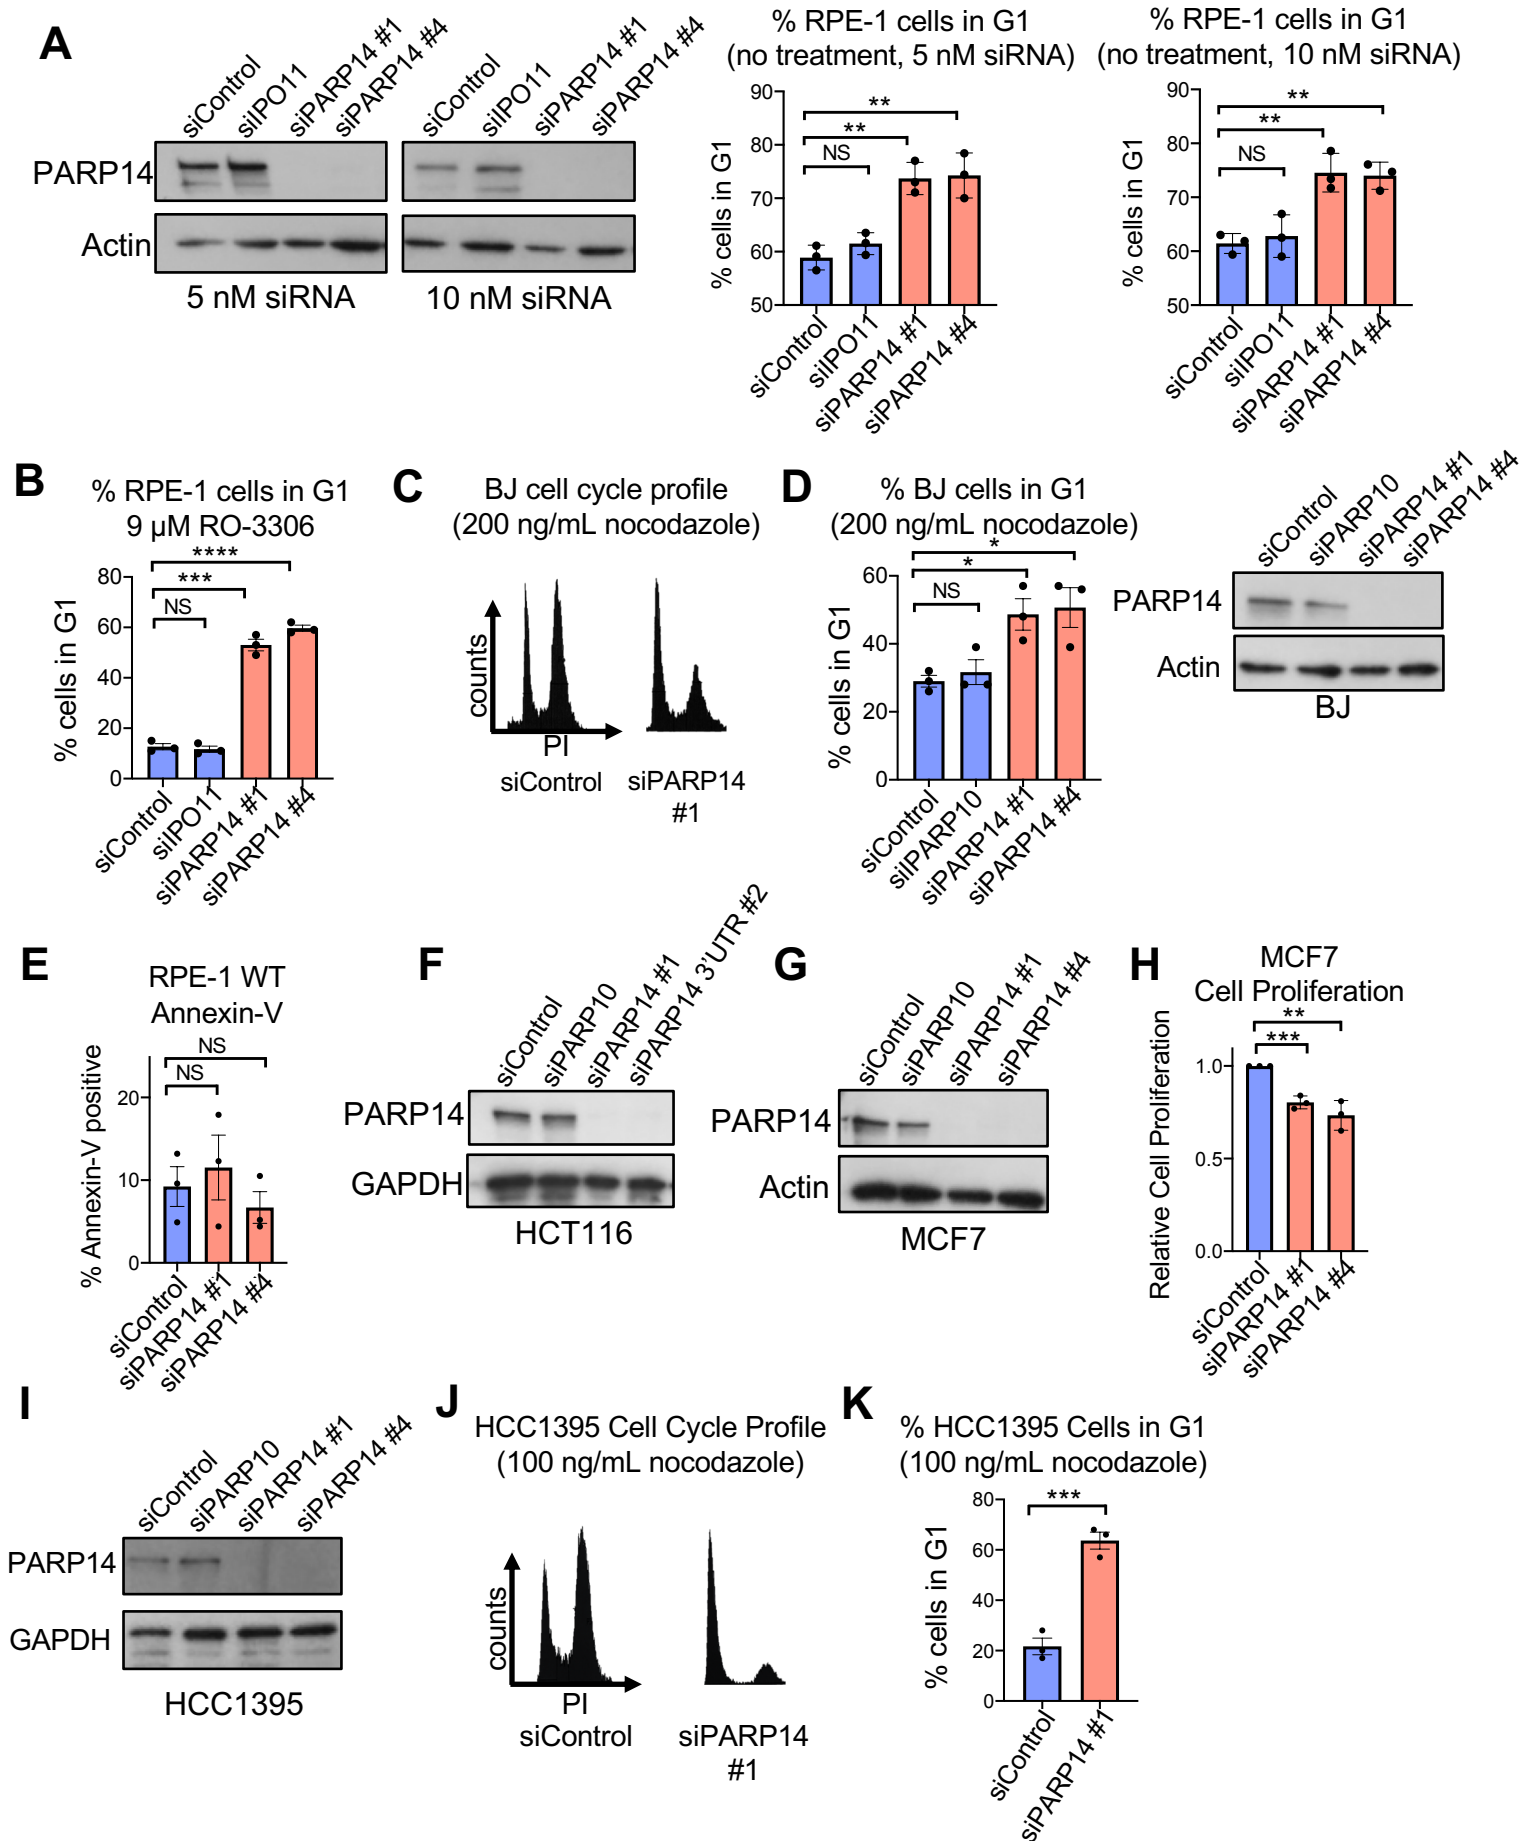 A
siControl
siIPO11
siPARP14 #1
siPARP14 #4
siControl
siIPO11
siPARP14 #1
siPARP14 #4
PARP14
Actin
5 nM siRNA
10 nM siRNA
% RPE-1 cells in G1
(no treatment, 5 nM siRNA)
% cells in G1
90
80
70
60
50
**
**
NS
siControl
siIPO11
siPARP14 #1
siPARP14 #4
% RPE-1 cells in G1
(no treatment, 10 nM siRNA)
% cells in G1
90
80
70
60
50
**
**
NS
siControl
siIPO11
siPARP14 #1
siPARP14 #4
B
% RPE-1 cells in G1
9 µM RO-3306
% cells in G1
80
60
40
20
0
****
***
NS
siControl
siIPO11
siPARP14 #1
siPARP14 #4
C
BJ cell cycle profile
(200 ng/mL nocodazole)
counts
PI
siControl
siPARP14
#1
D
% BJ cells in G1
(200 ng/mL nocodazole)
% cells in G1
60
40
20
0
*
*
NS
siControl
silPARP10
siPARP14 #1
siPARP14 #4
siControl
siPARP10
siPARP14 #1
siPARP14 #4
PARP14
Actin
BJ
E
RPE-1 WT
Annexin-V
% Annexin-V positive
20
10
0
NS
NS
siControl
siPARP14 #1
siPARP14 #4
F
siControl
siPARP10
siPARP14 #1
siPARP14 3’UTR #2
PARP14
GAPDH
HCT116
G
siControl
siPARP10
siPARP14 #1
siPARP14 #4
PARP14
Actin
MCF7
H
MCF7
Cell Proliferation
Relative Cell Proliferation
1.0
0.5
0.0
**
***
siControl
siPARP14 #1
siPARP14 #4
I
siControl
siPARP10
siPARP14 #1
siPARP14 #4
PARP14
GAPDH
HCC1395
J
HCC1395 Cell Cycle Profile
(100 ng/mL nocodazole)
counts
PI
siControl
siPARP14
#1
K
% HCC1395 Cells in G1
(100 ng/mL nocodazole)
% cells in G1
80
60
40
20
0
***
siControl
siPARP14 #1